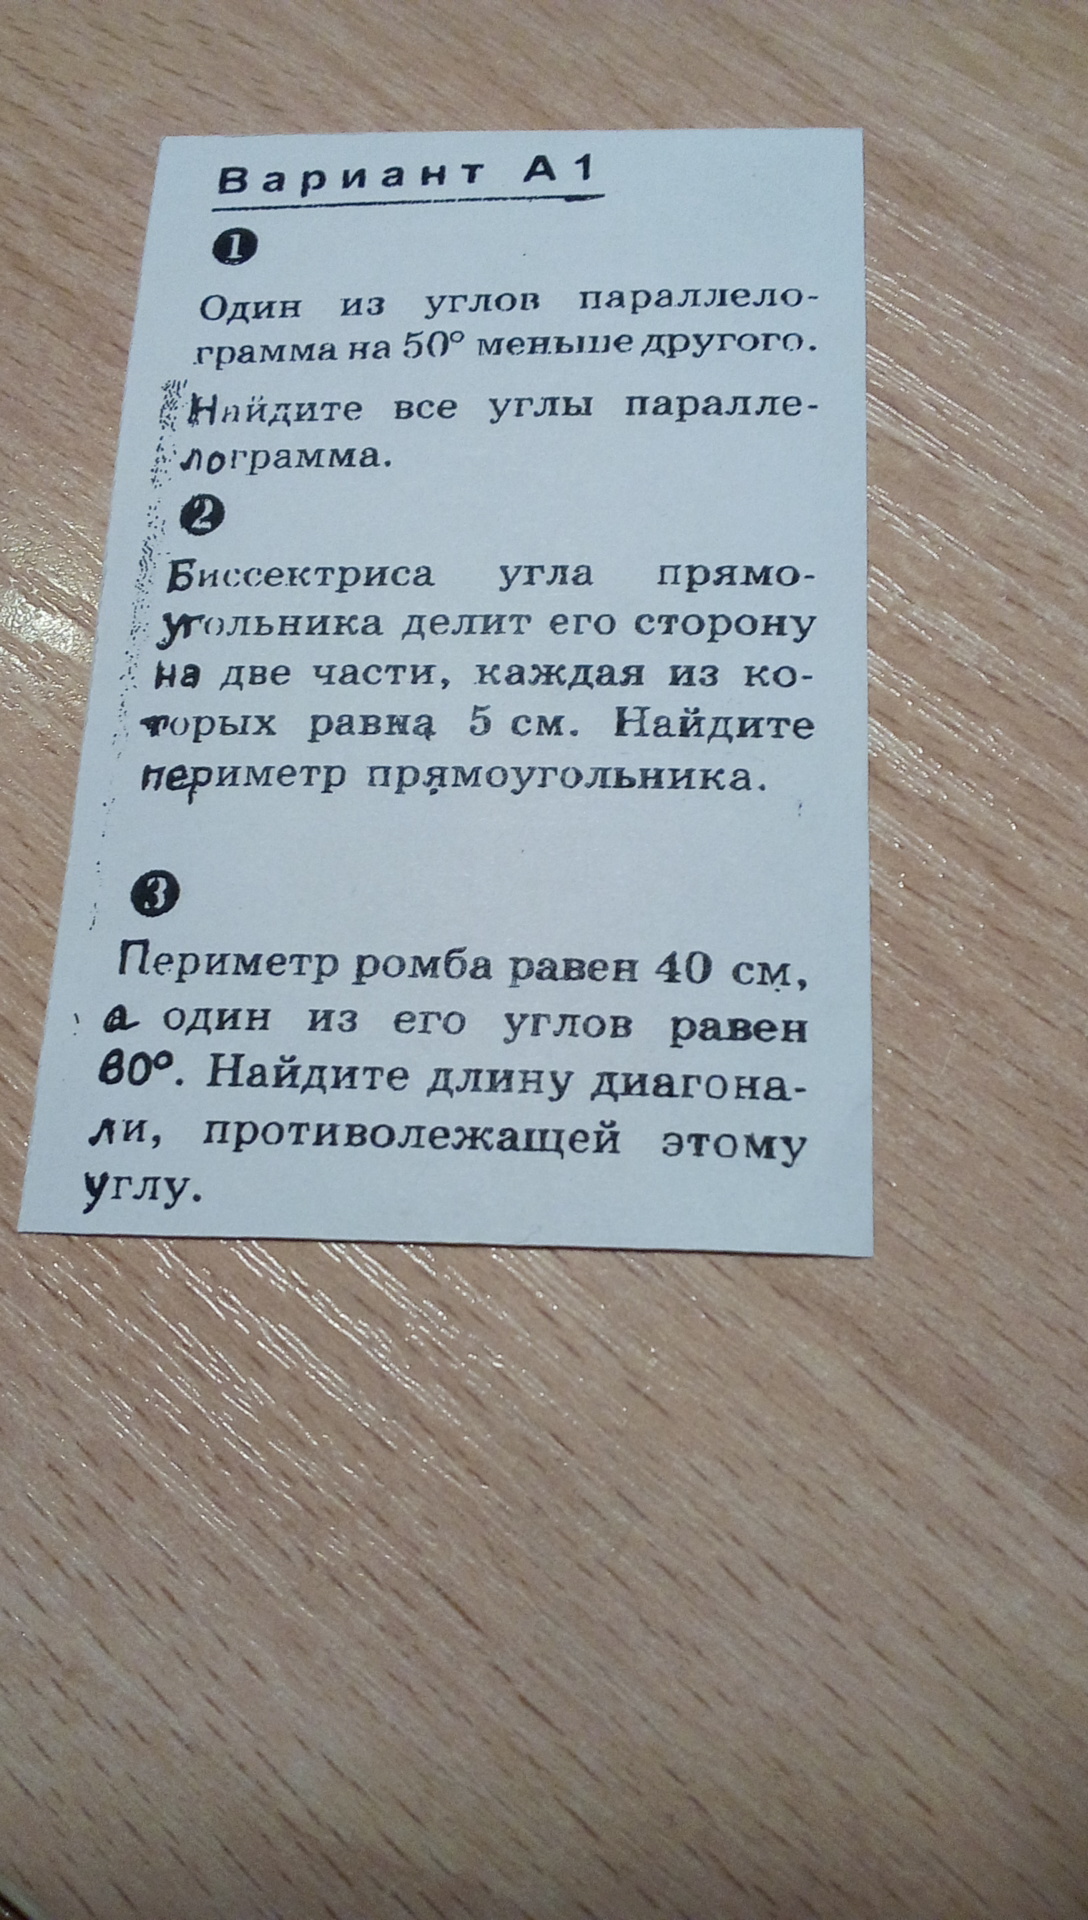 Вариант А1
1
Один из углов параллело-
грамма на 50° меньше другого.
Найдите все углы паралле-
лограмма.
2
Биссектриса угла прямо-
угольника делит его сторону
на две части, каждая из ко-
торых равна 5 см. Найдите
периметр прямоугольника.
3
Периметр ромба равен 40 см,
а один из его углов равен
60°. Найдите длину диагона-
ли, противолежащей этому
углу.